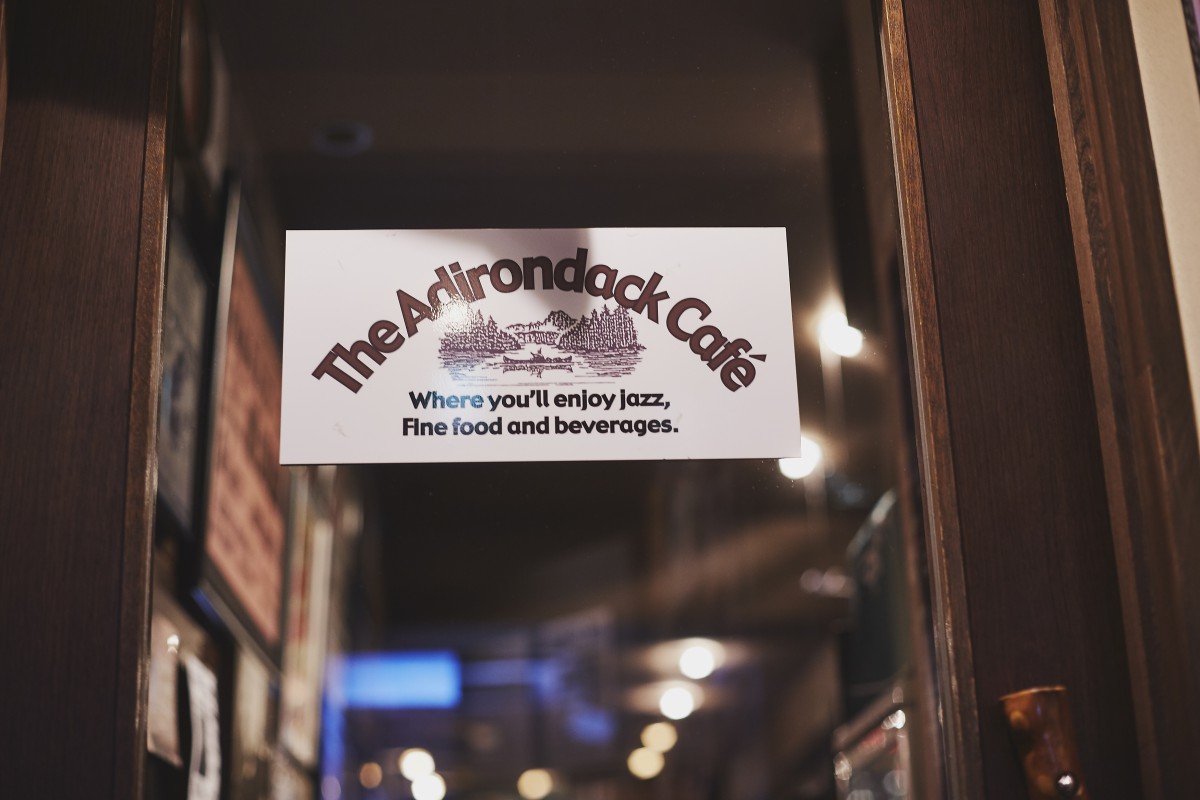 The Adirondack Café
Where you'll enjoy jazz,
Fine food and beverages.